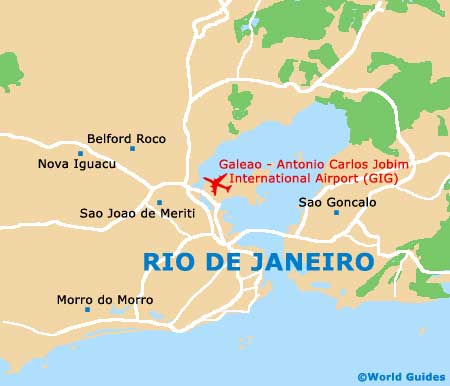 Belford Roco
Nova Iguacu
Galeao - Antonio Carlos Jobim
International Airport (GIG)
Sao Joao de Meriti
Sao Goncalo
RIO DE JANEIRO
Morro do Morro
©World Guides